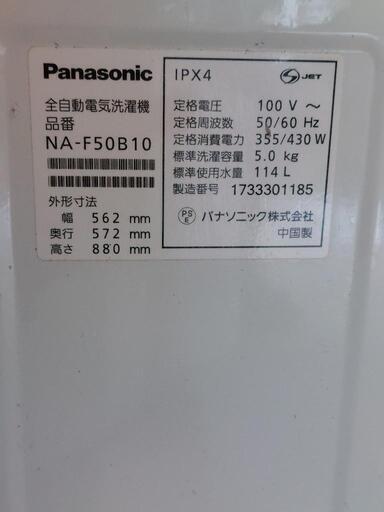 Panasonic
全自動電気洗濯機
品番
NA-F50B10
外形寸法
幅 562 mm
奥行 572 mm
高さ 880 mm
IPX4
S JET
定格電圧 100 V ～
定格周波数 50/60 Hz
定格消費電力 355/430 W
標準洗濯容量 5.0 kg
標準使用水量 114 L
製造番号 1733301185
PS E パナソニック株式会社
中国製